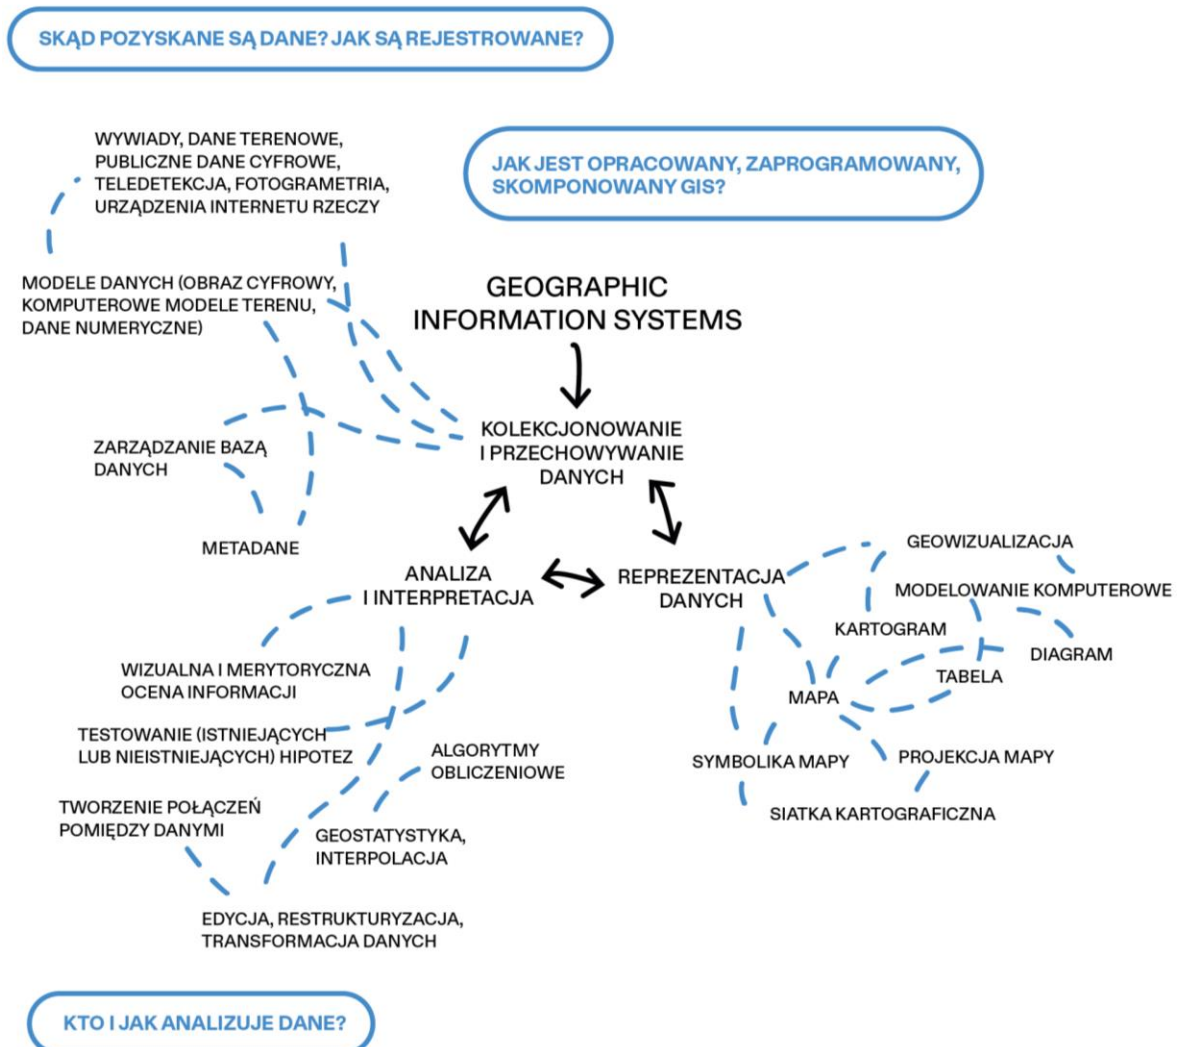 SKĄD POZYSKANE SĄ DANE? JAK SĄ REJESTROWANE?
WYWIADY, DANE TERENOWE,
PUBLICZNE DANE CYFROWE,
TELEDETEKCJA, FOTOGRAMETRIA,
URZĄDZENIA INTERNETU RZECZY
JAK JEST OPRACOWANY, ZAPROGRAMOWANY,
SKOMPONOWANY GIS?
MODELE DANYCH (OBRAZ CYFROWY,
KOMPUTEROWE MODELE TERENU,
DANE NUMERYCZNE)
GEOGRAPHIC
INFORMATION SYSTEMS
ZARZĄDZANIE BAZĄ
DANYCH
KOLEKCJONOWANIE
I PRZECHOWYWANIE
DANYCH
METADANE
ANALIZA
I INTERPRETACJA
REPREZENTACJA
DANYCH
GEOWIZUALIZACJA
MODELOWANIE KOMPUTEROWE
KARTOGRAM
DIAGRAM
TABELA
MAPA
WIZUALNA I MERYTORYCZNA
OCENA INFORMACJI
TESTOWANIE (ISTNIEJĄCYCH
LUB NIEISTNIEJĄCYCH) HIPOTEZ
ALGORYTMY
OBLICZENIOWE
SYMBOLIKA MAPY
PROJEKCJA MAPY
SIATKA KARTOGRAFICZNA
TWORZENIE POŁĄCZEŃ
POMIĘDZY DANYMI
GEOSTATYSTYKA,
INTERPOLACJA
EDYCJA, RESTRUKTURYZACJA,
TRANSFORMACJA DANYCH
KTO I JAK ANALIZUJE DANE?